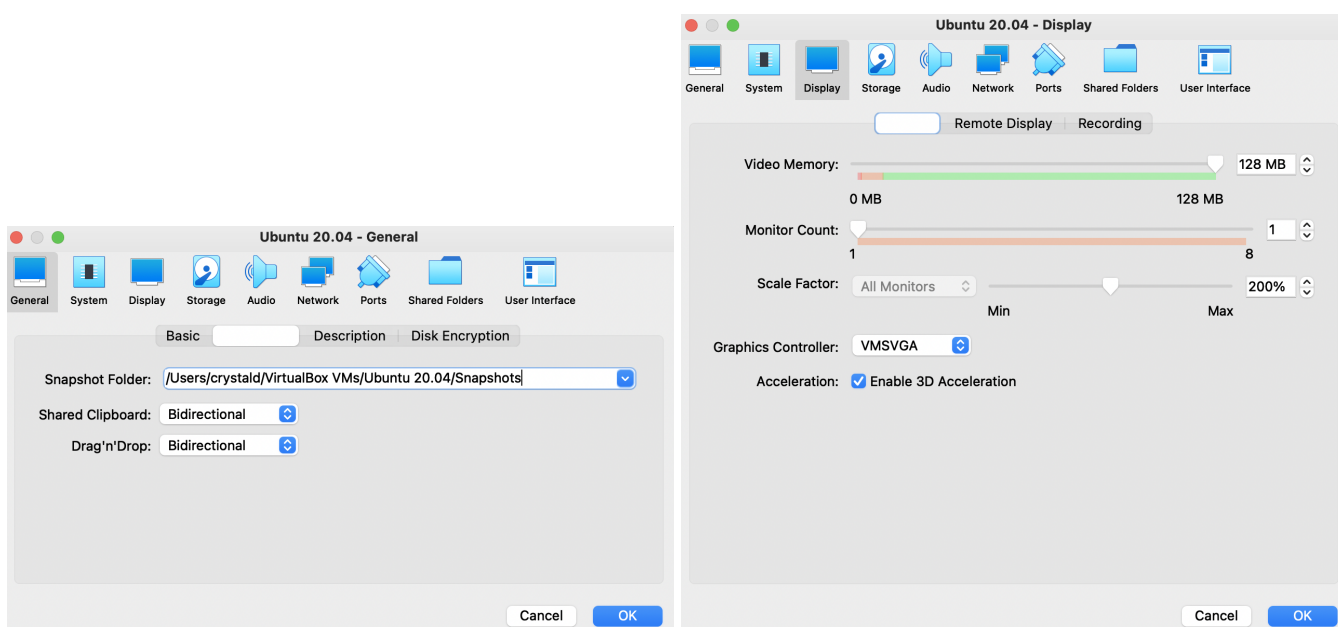 Ubuntu 20.04 - General
General System Display Storage Audio Network Ports Shared Folders User Interface
Basic Description Disk Encryption
Snapshot Folder: /Users/crystald/VirtualBox VMs/Ubuntu 20.04/Snapshots
Shared Clipboard: Bidirectional
Drag'n'Drop: Bidirectional
Cancel OK
Ubuntu 20.04 - Display
General System Display Storage Audio Network Ports Shared Folders User Interface
Remote Display Recording
Video Memory: 128 MB
0 MB 128 MB
Monitor Count: 1
1 8
Scale Factor: All Monitors 200%
Min Max
Graphics Controller: VMSVGA
Acceleration: Enable 3D Acceleration
Cancel OK